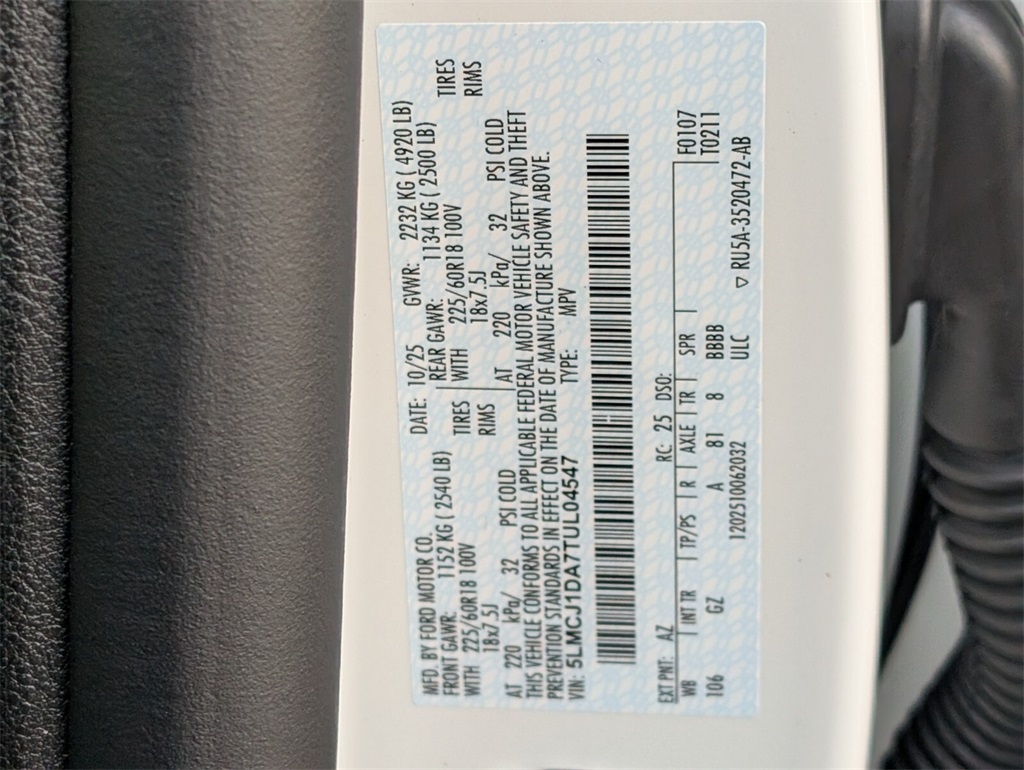 MFD. BY FORD MOTOR CO.
DATE: 10/25 GVWR: 2232 KG ( 4920 LB)
FRONT GAWR: 1152 KG ( 2540 LB)
REAR GAWR: 1134 KG ( 2500 LB)
WITH 225/60R18 100V TIRES
WITH 225/60R18 100V TIRES
18x7.5J RIMS
18x7.5J RIMS
AT 220 kPa/ 32 PSI COLD
AT 220 kPa/ 32 PSI COLD
THIS VEHICLE CONFORMS TO ALL APPLICABLE FEDERAL MOTOR VEHICLE SAFETY AND THEFT
PREVENTION STANDARDS IN EFFECT ON THE DATE OF MANUFACTURE SHOWN ABOVE.
VIN: 5LMCJ1DA7TUL04547 TYPE: MPV
EXT PNT: AZ RC: 25 DSO: F0107
WB INT TR TP/PS R AXLE TR SPR T0211
106 GZ A 81 8 BBBB
1202510062032 ULC RU5A-3520472-AB